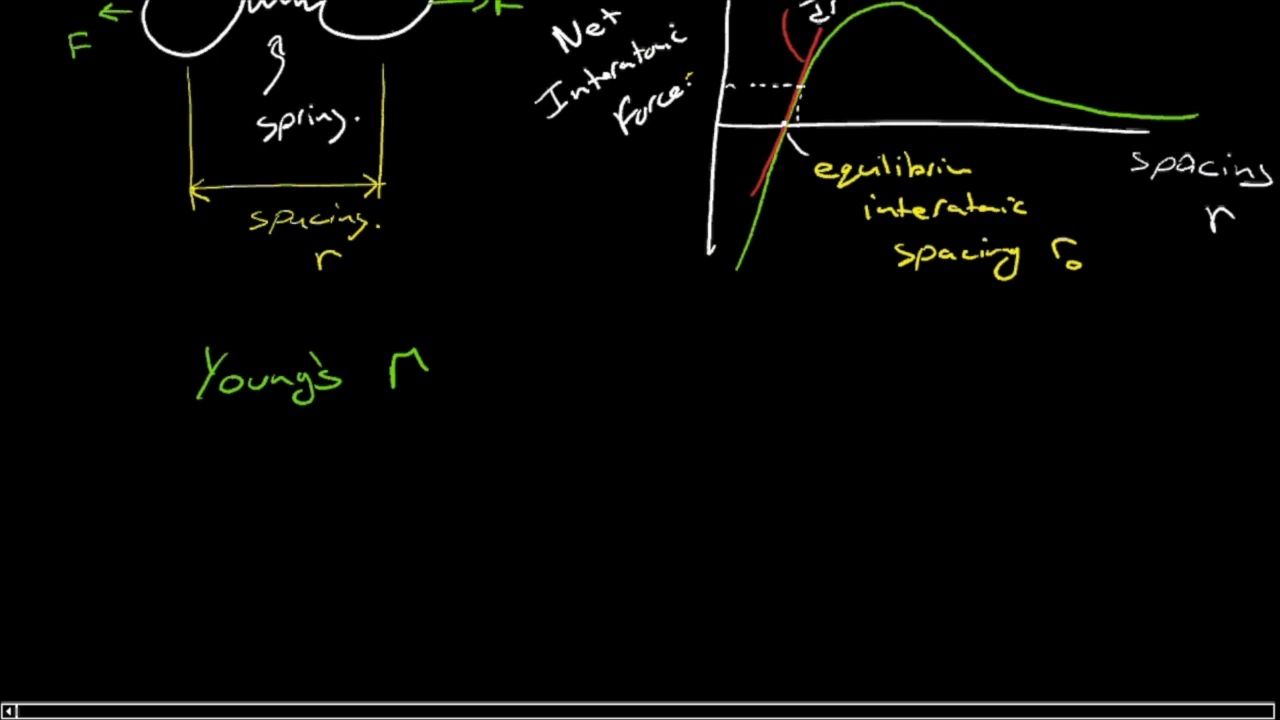 F
F
spring.
spacing.
r
Net
Interatomic
Force:
equilibrium
interatomic
spacing r₀
spacing
r
Young's